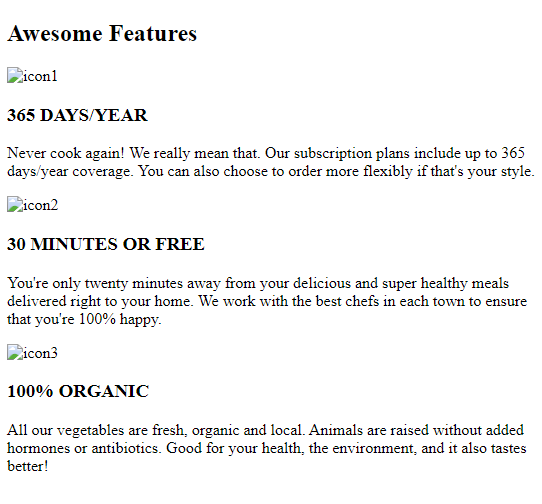 Awesome Features
icon1
365 DAYS/YEAR
Never cook again! We really mean that. Our subscription plans include up to 365
days/year coverage. You can also choose to order more flexibly if that's your style.
icon2
30 MINUTES OR FREE
You're only twenty minutes away from your delicious and super healthy meals
delivered right to your home. We work with the best chefs in each town to ensure
that you're 100% happy.
icon3
100% ORGANIC
All our vegetables are fresh, organic and local. Animals are raised without added
hormones or antibiotics. Good for your health, the environment, and it also tastes
better!